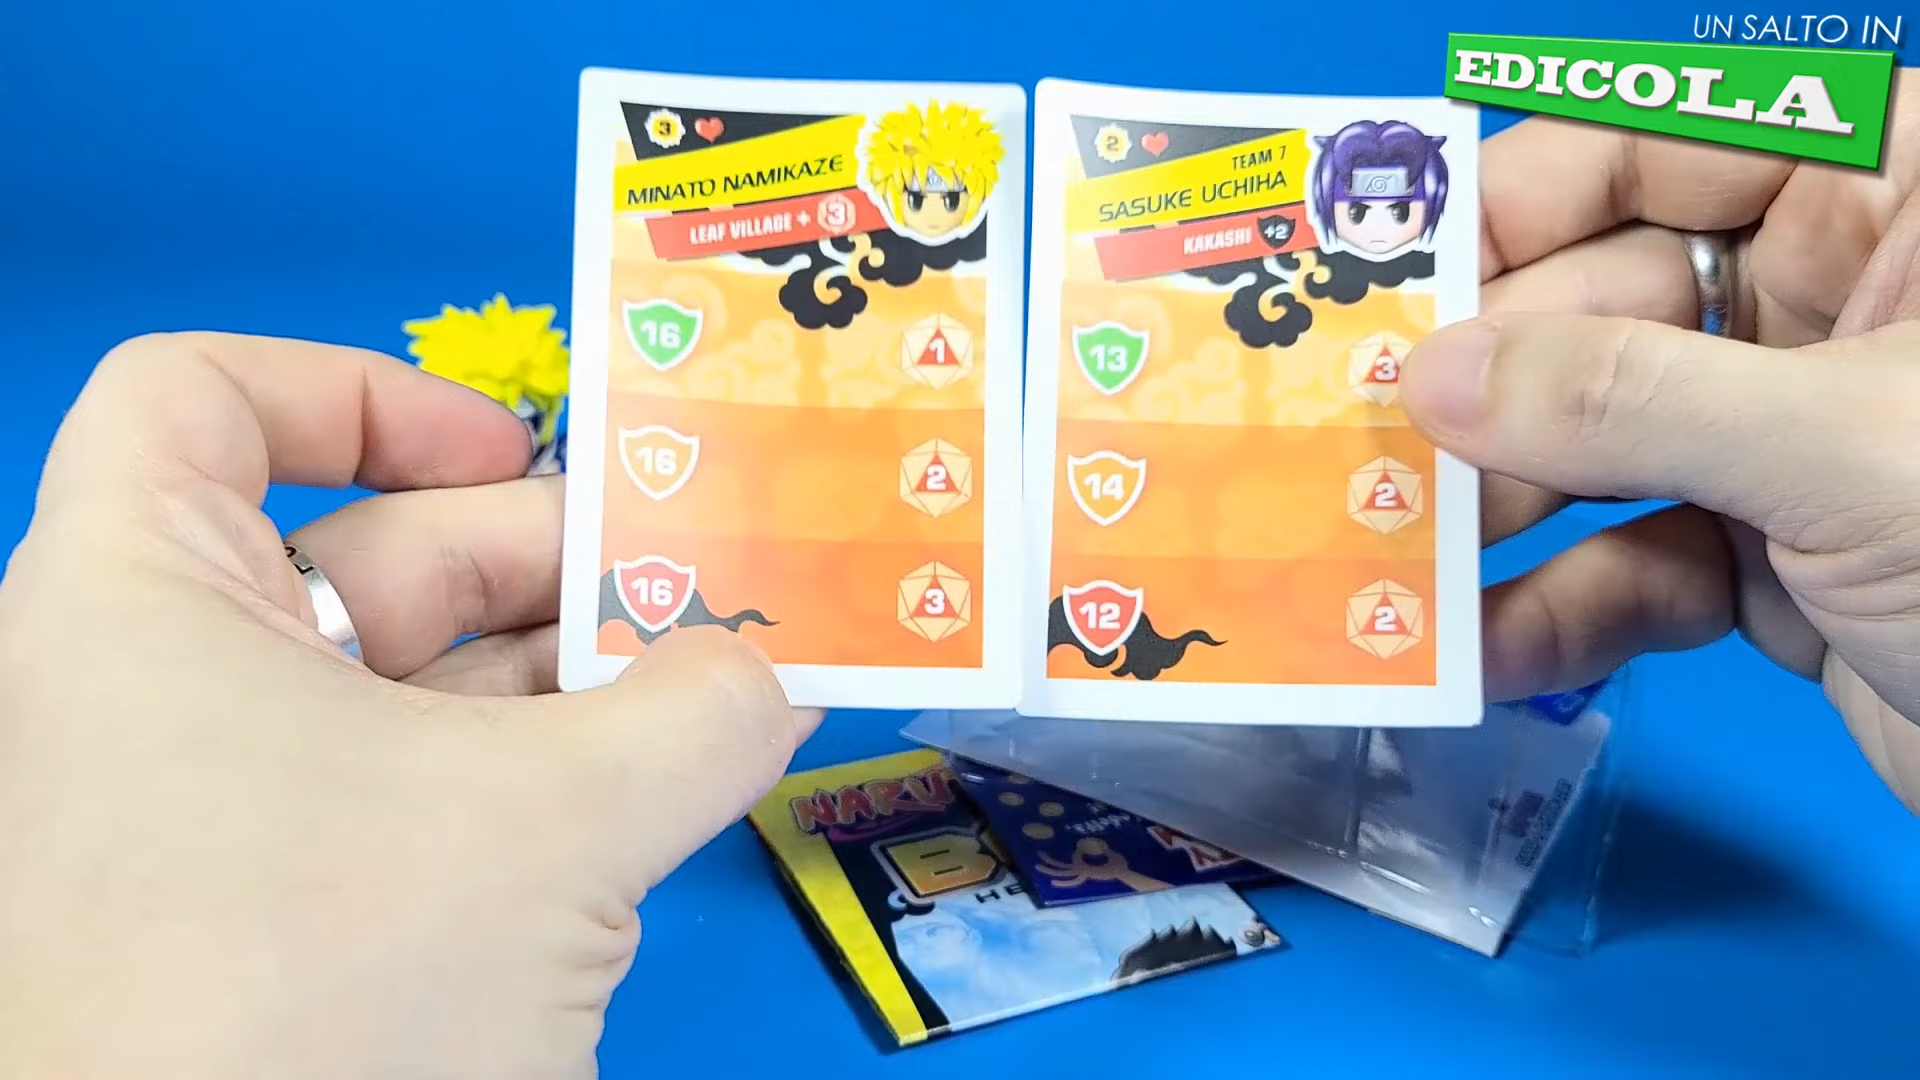 UN SALTO IN
EDICOLA
3
MINATO NAMIKAZE
LEAF VILLAGE + 3
16
1
16
2
16
3
2
TEAM 7
SASUKE UCHIHA
KAKASHI +2
13
3
14
2
12
2
NARU